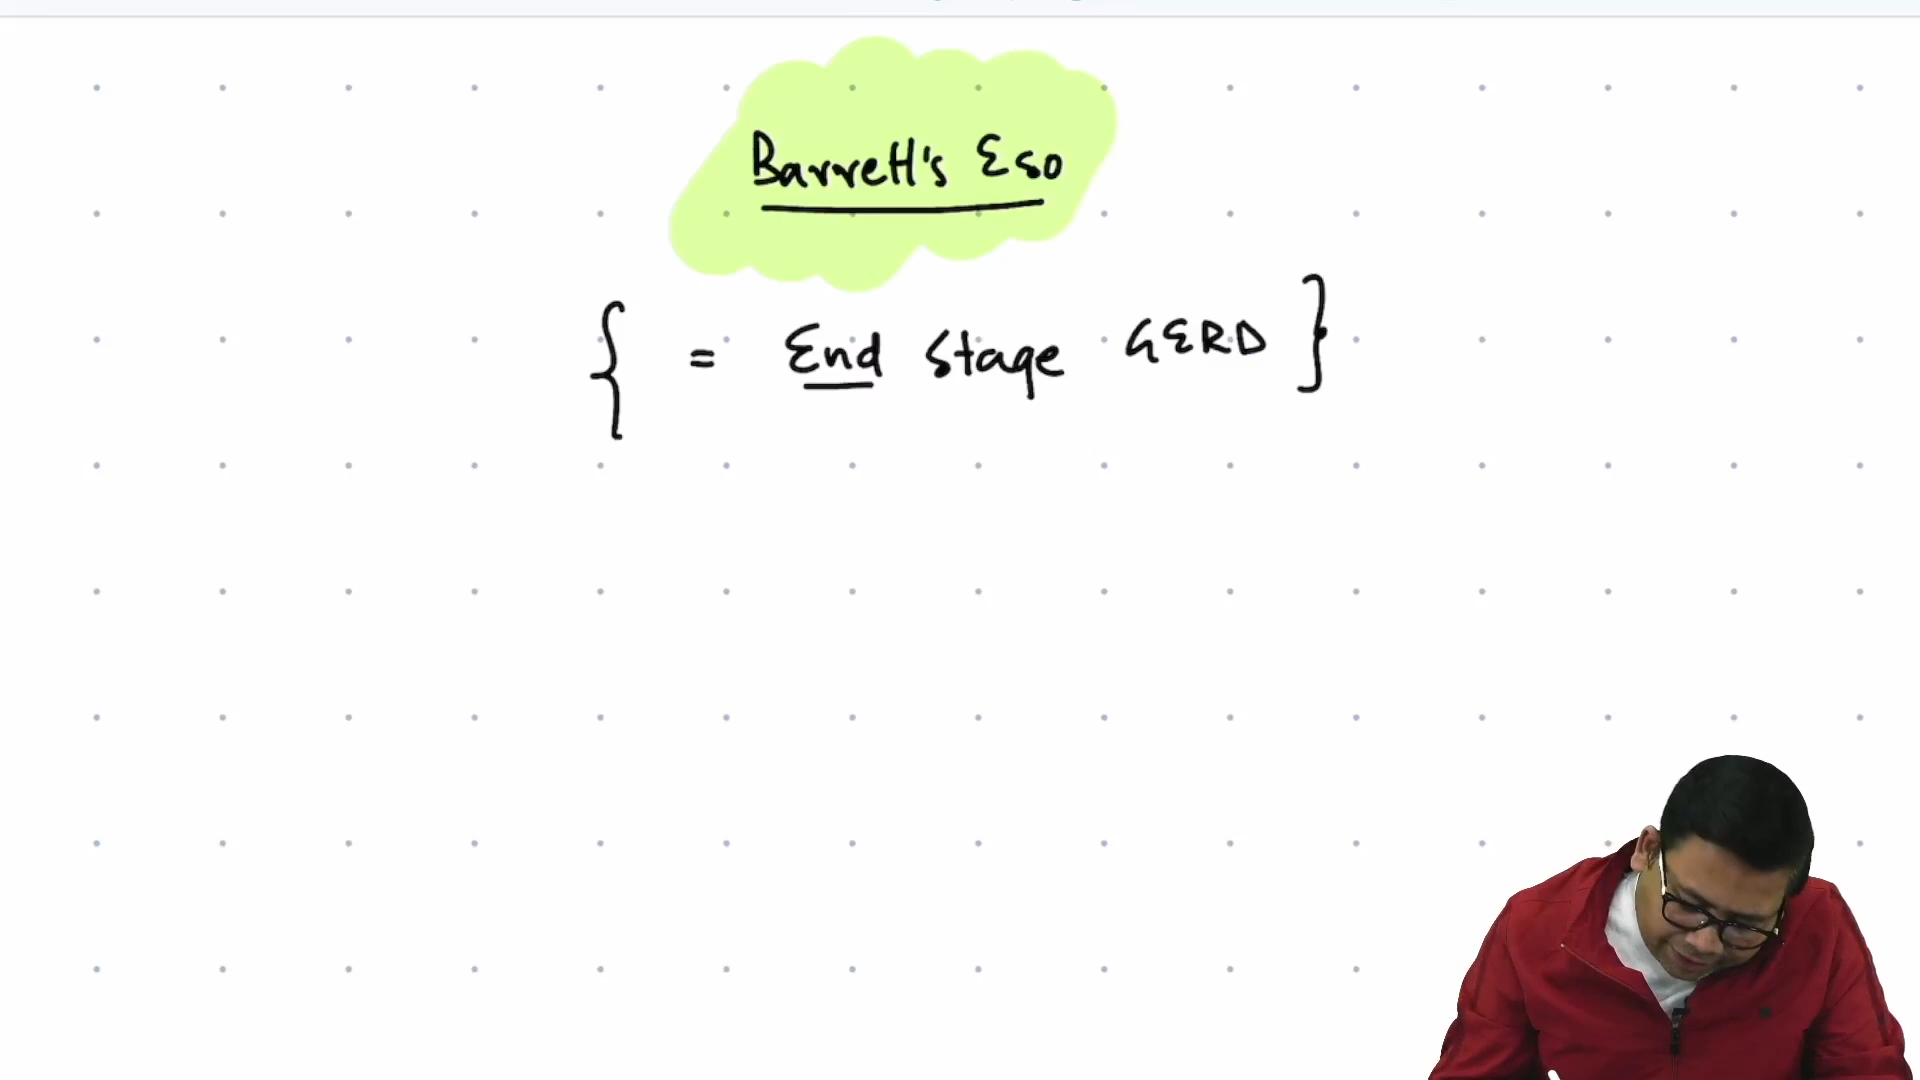 Barrett's Eso
{ = End Stage GERD }